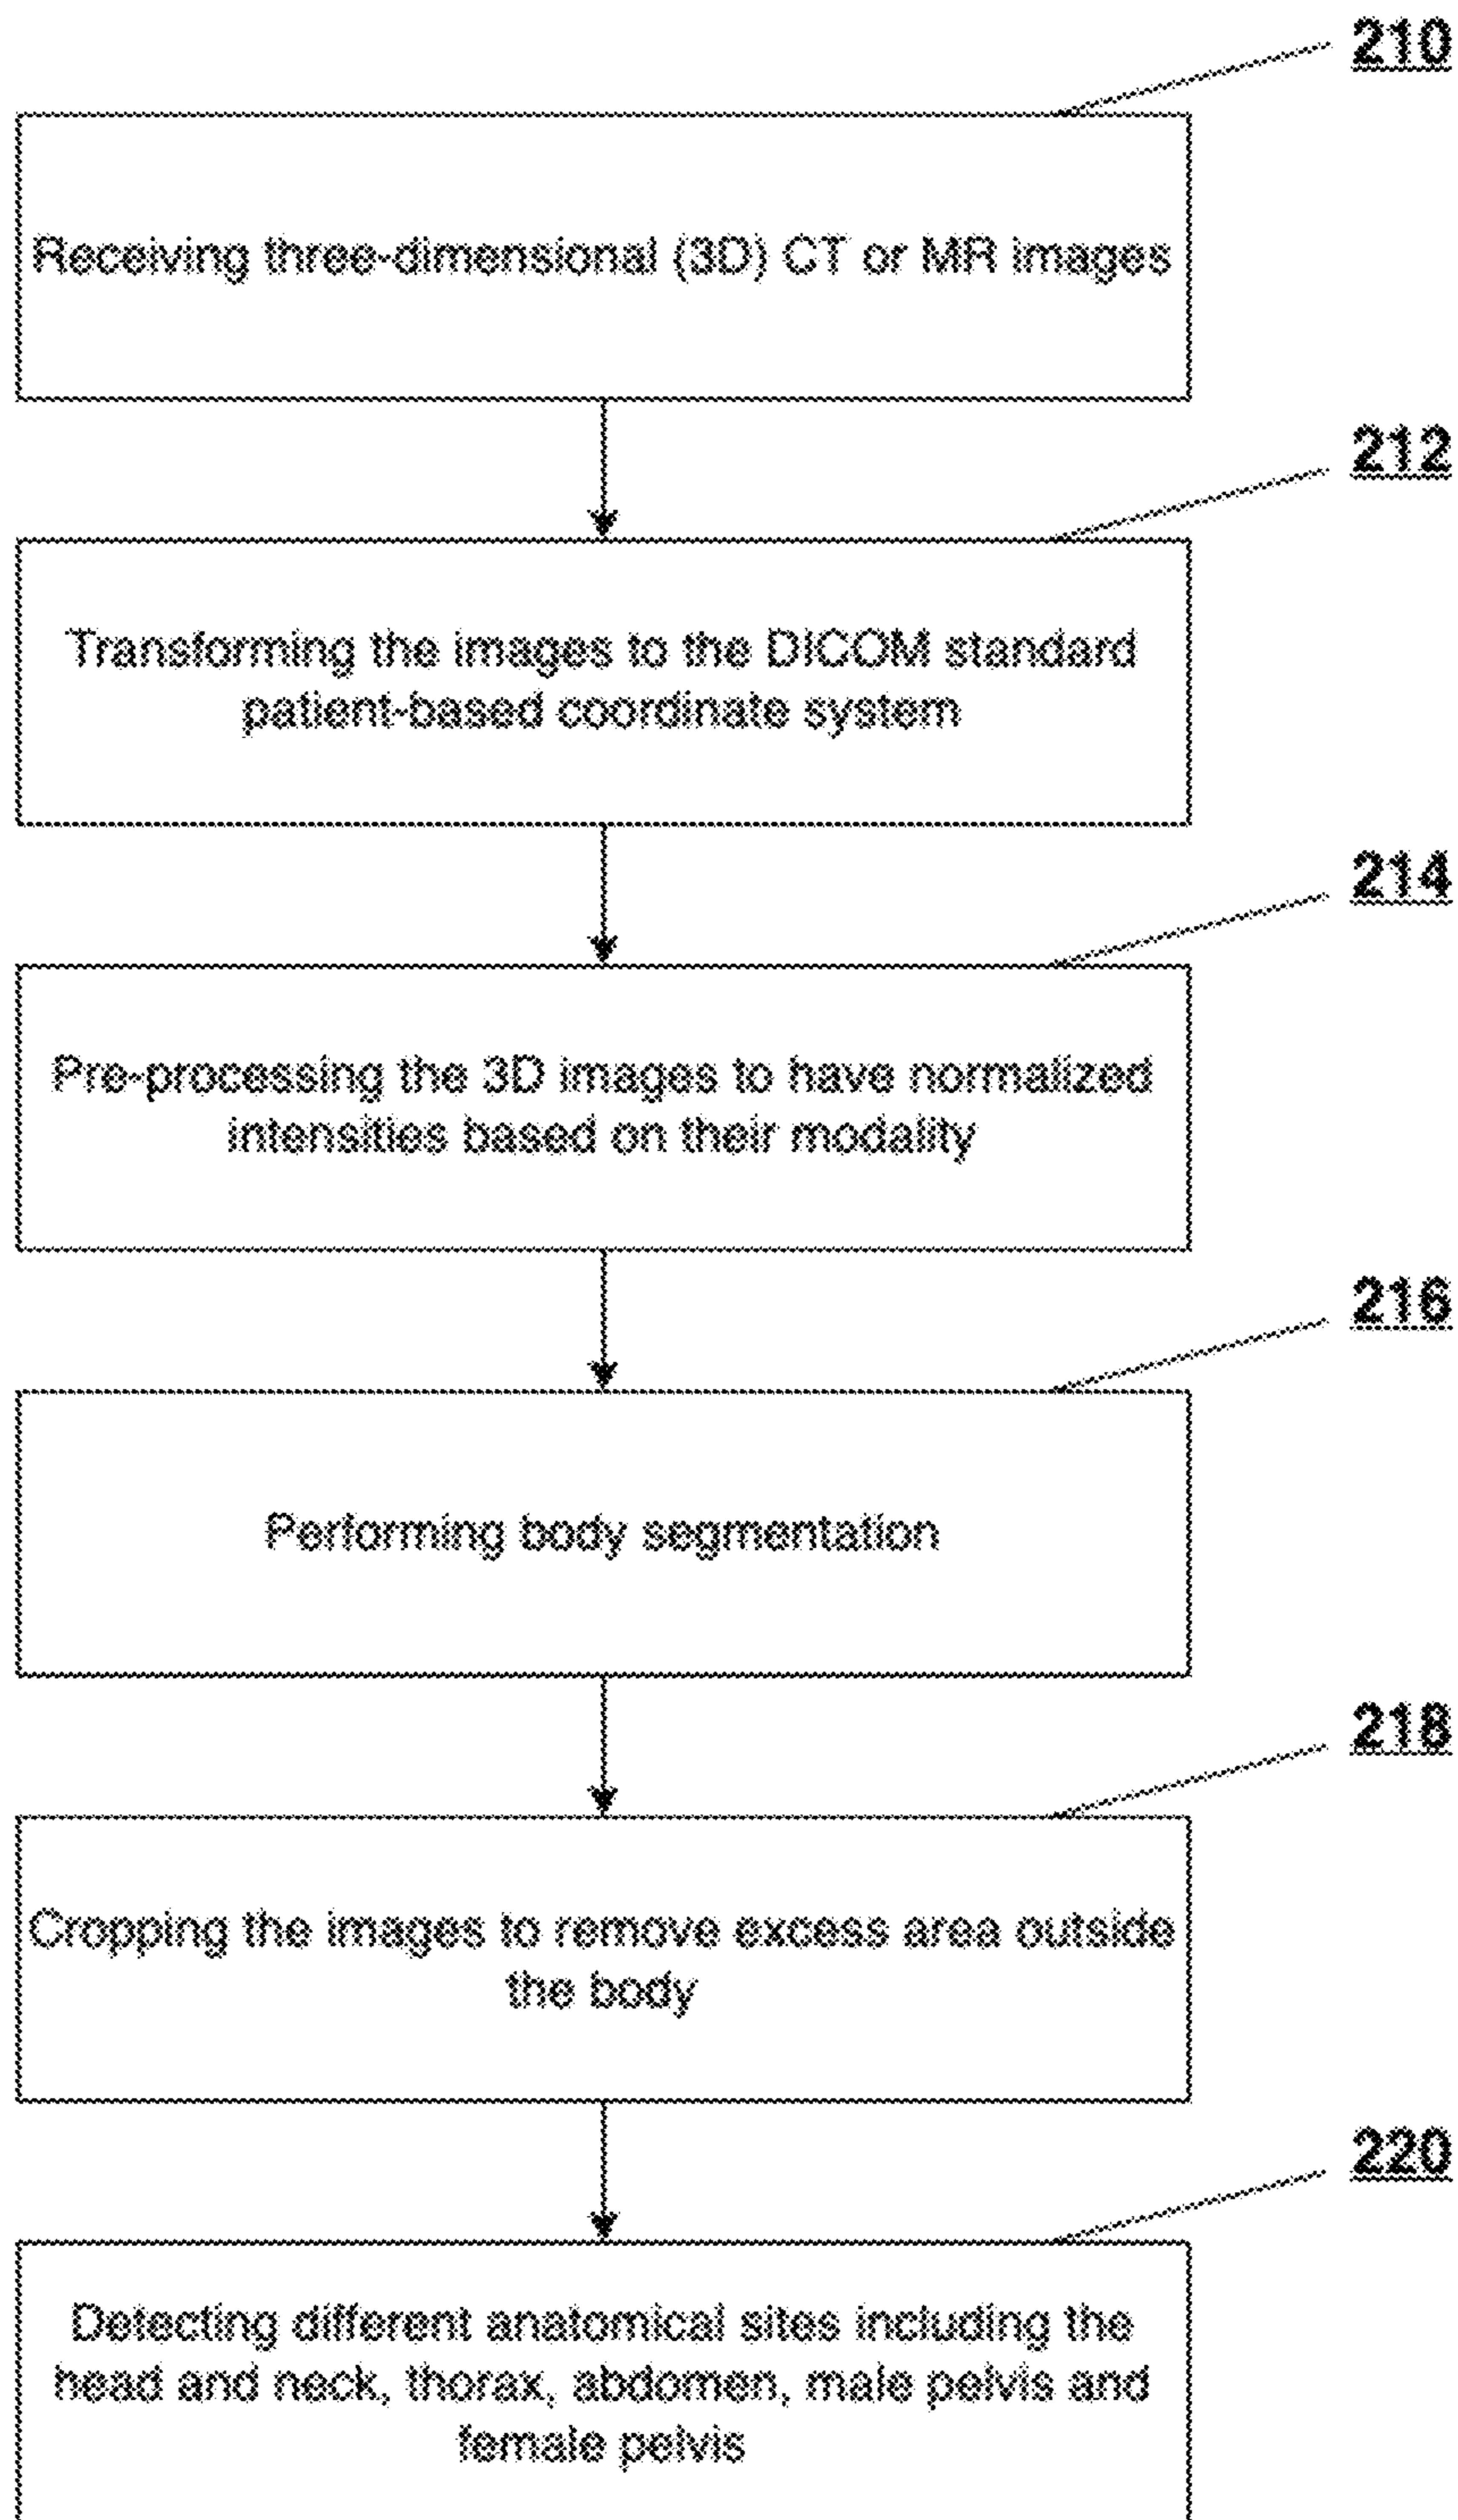 210
Receiving three-dimensional (3D) CT or MR images
212
Transforming the images to the DICOM standard
patient-based coordinate system
214
Pre-processing the 3D images to have normalized
intensities based on their modality
216
Performing body segmentation
218
Cropping the images to remove excess area outside
the body
220
Detecting different anatomical sites including the
head and neck, thorax, abdomen, male pelvis and
female pelvis